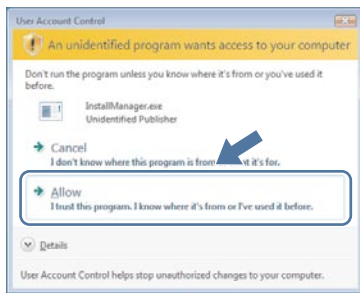 User Account Control
An unidentified program wants access to your computer
Don't run the program unless you know where it's from or you've used it
before.
InstallManager.exe
Unidentified Publisher
Cancel
I don't know where this program is from it's for.
Allow
I trust this program. I know where it's from or I've used it before.
Details
User Account Control helps stop unauthorized changes to your computer.